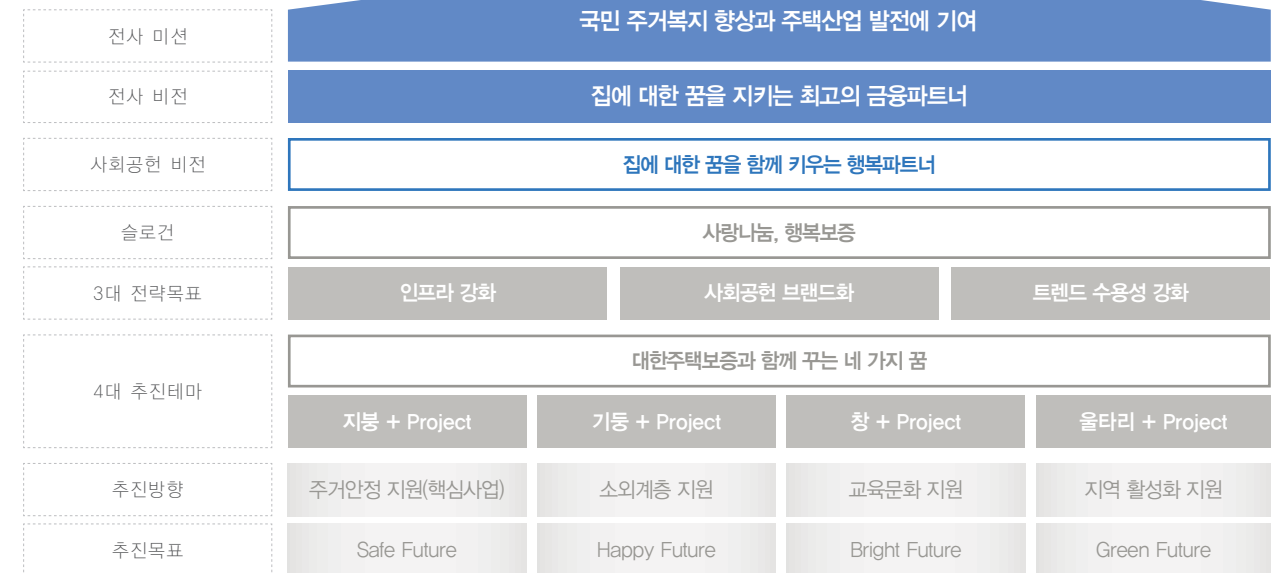 전사 미션
국민 주거복지 향상과 주택산업 발전에 기여
전사 비전
집에 대한 꿈을 지키는 최고의 금융파트너
사회공헌 비전
집에 대한 꿈을 함께 키우는 행복파트너
슬로건
사랑나눔, 행복보증
3대 전략목표
인프라 강화
사회공헌 브랜드화
트렌드 수용성 강화
4대 추진테마
대한주택보증과 함께 꾸는 네 가지 꿈
지붕 + Project
기둥 + Project
창 + Project
울타리 + Project
추진방향
주거안정 지원(핵심사업)
소외계층 지원
교육문화 지원
지역 활성화 지원
추진목표
Safe Future
Happy Future
Bright Future
Green Future